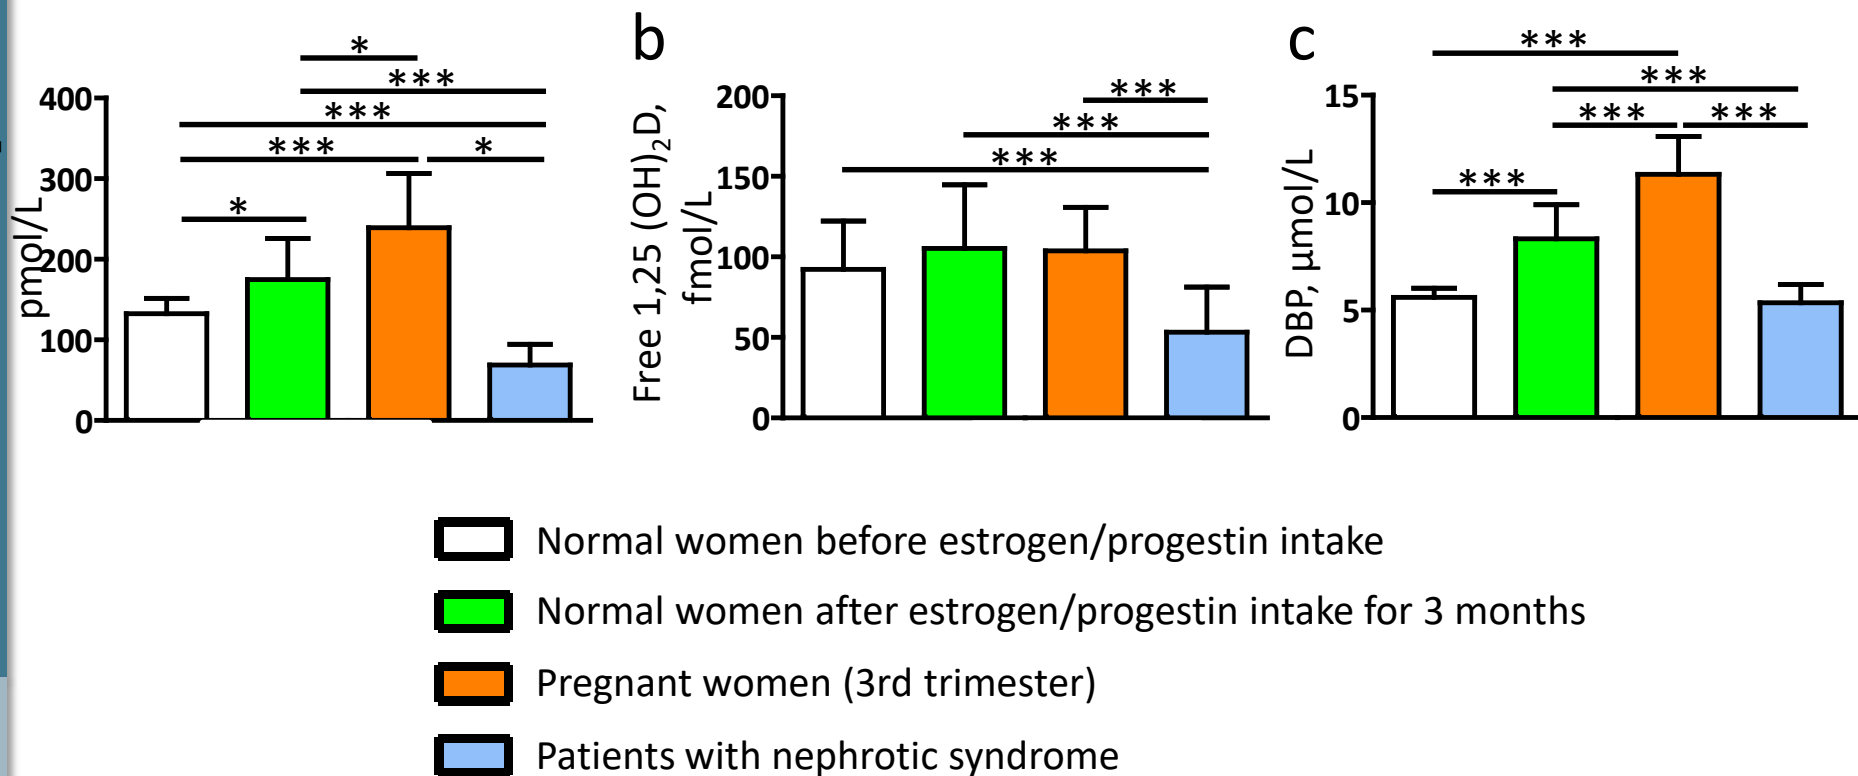 b
c
*
***
***
***
*
*
400
300
200
100
0
pmol/L
***
***
***
200
150
100
50
0
Free 1,25 (OH)₂D,
fmol/L
***
***
***
***
***
15
10
5
0
DBP, µmol/L
Normal women before estrogen/progestin intake
Normal women after estrogen/progestin intake for 3 months
Pregnant women (3rd trimester)
Patients with nephrotic syndrome